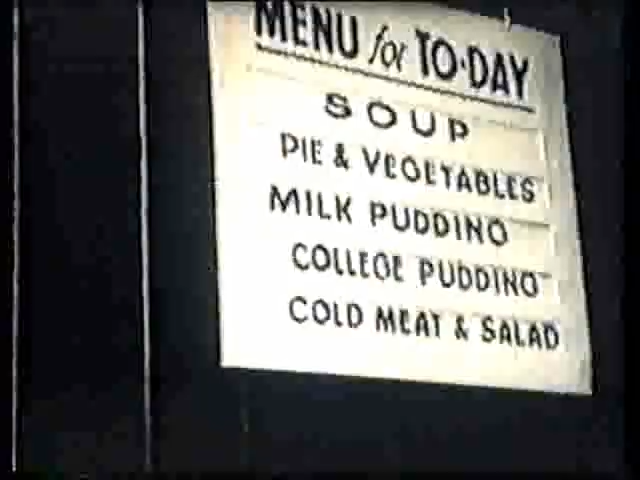 MENU for TO-DAY
SOUP
PIE & VEGETABLES
MILK PUDDING
COLLEGE PUDDING
COLD MEAT & SALAD